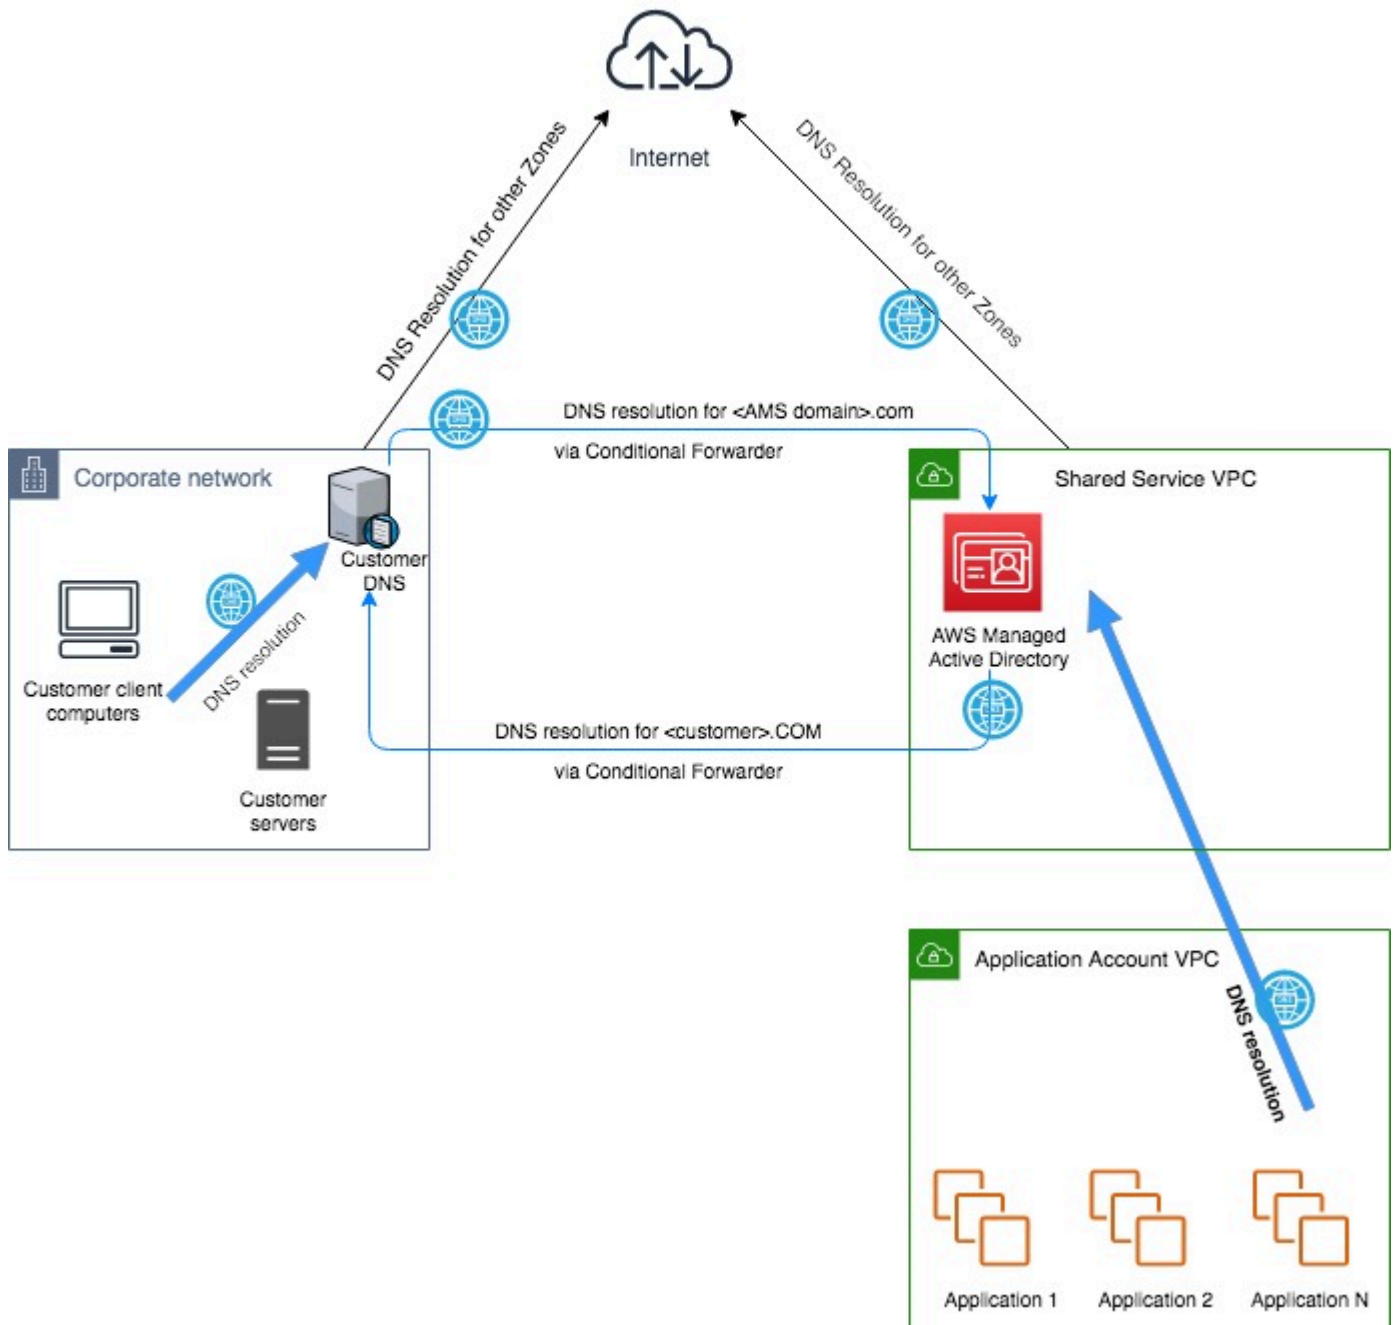 Internet
DNS Resolution for other Zones
DNS Resolution for other Zones
DNS resolution for <AMS domain>.com
via Conditional Forwarder
Corporate network
Shared Service VPC
Customer
DNS
DNS resolution
Customer client
computers
AWS Managed
Active Directory
DNS resolution for <customer>.COM
via Conditional Forwarder
Customer
servers
Application Account VPC
DNS resolution
Application 1
Application 2
Application N